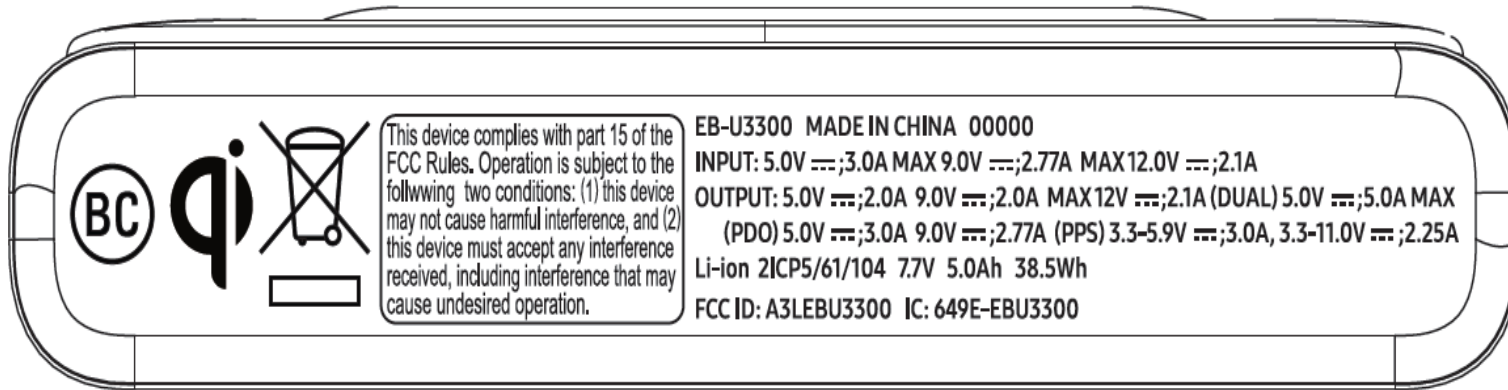 BC
qi
This device complies with part 15 of the
FCC Rules. Operation is subject to the
follwwing two conditions: (1) this device
may not cause harmful interference, and (2)
this device must accept any interference
received, including interference that may
cause undesired operation.
EB-U3300 MADE IN CHINA 00000
INPUT: 5.0V ⎓;3.0A MAX 9.0V ⎓;2.77A MAX 12.0V ⎓;2.1A
OUTPUT: 5.0V ⎓;2.0A 9.0V ⎓;2.0A MAX 12V ⎓;2.1A (DUAL) 5.0V ⎓;5.0A MAX
(PDO) 5.0V ⎓;3.0A 9.0V ⎓;2.77A (PPS) 3.3-5.9V ⎓;3.0A, 3.3-11.0V ⎓;2.25A
Li-ion 2ICP5/61/104 7.7V 5.0Ah 38.5Wh
FCC ID: A3LEBU3300 IC: 649E-EBU3300